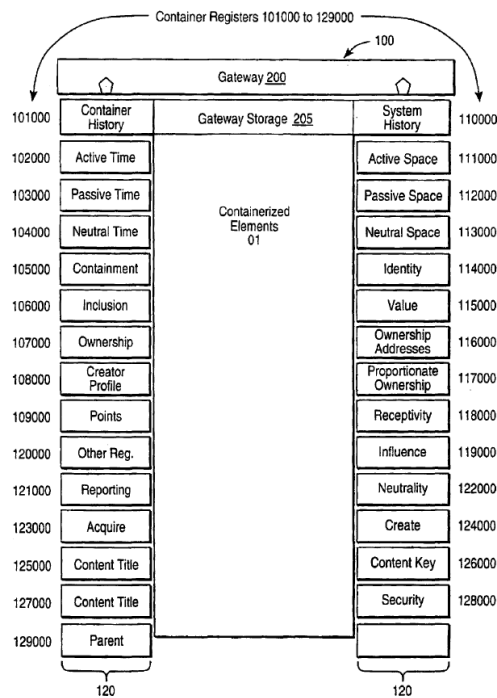 Container Registers 101000 to 129000
100
Gateway 200
101000 Container History Gateway Storage 205 System History 110000
102000 Active Time Active Space 111000
103000 Passive Time Passive Space 112000
104000 Neutral Time Containerized Elements 01 Neutral Space 113000
105000 Containment Identity 114000
106000 Inclusion Value 115000
107000 Ownership Ownership Addresses 116000
108000 Creator Profile Proportionate Ownership 117000
109000 Points Receptivity 118000
120000 Other Reg. Influence 119000
121000 Reporting Neutrality 122000
123000 Acquire Create 124000
125000 Content Title Content Key 126000
127000 Content Title Security 128000
129000 Parent
120 120